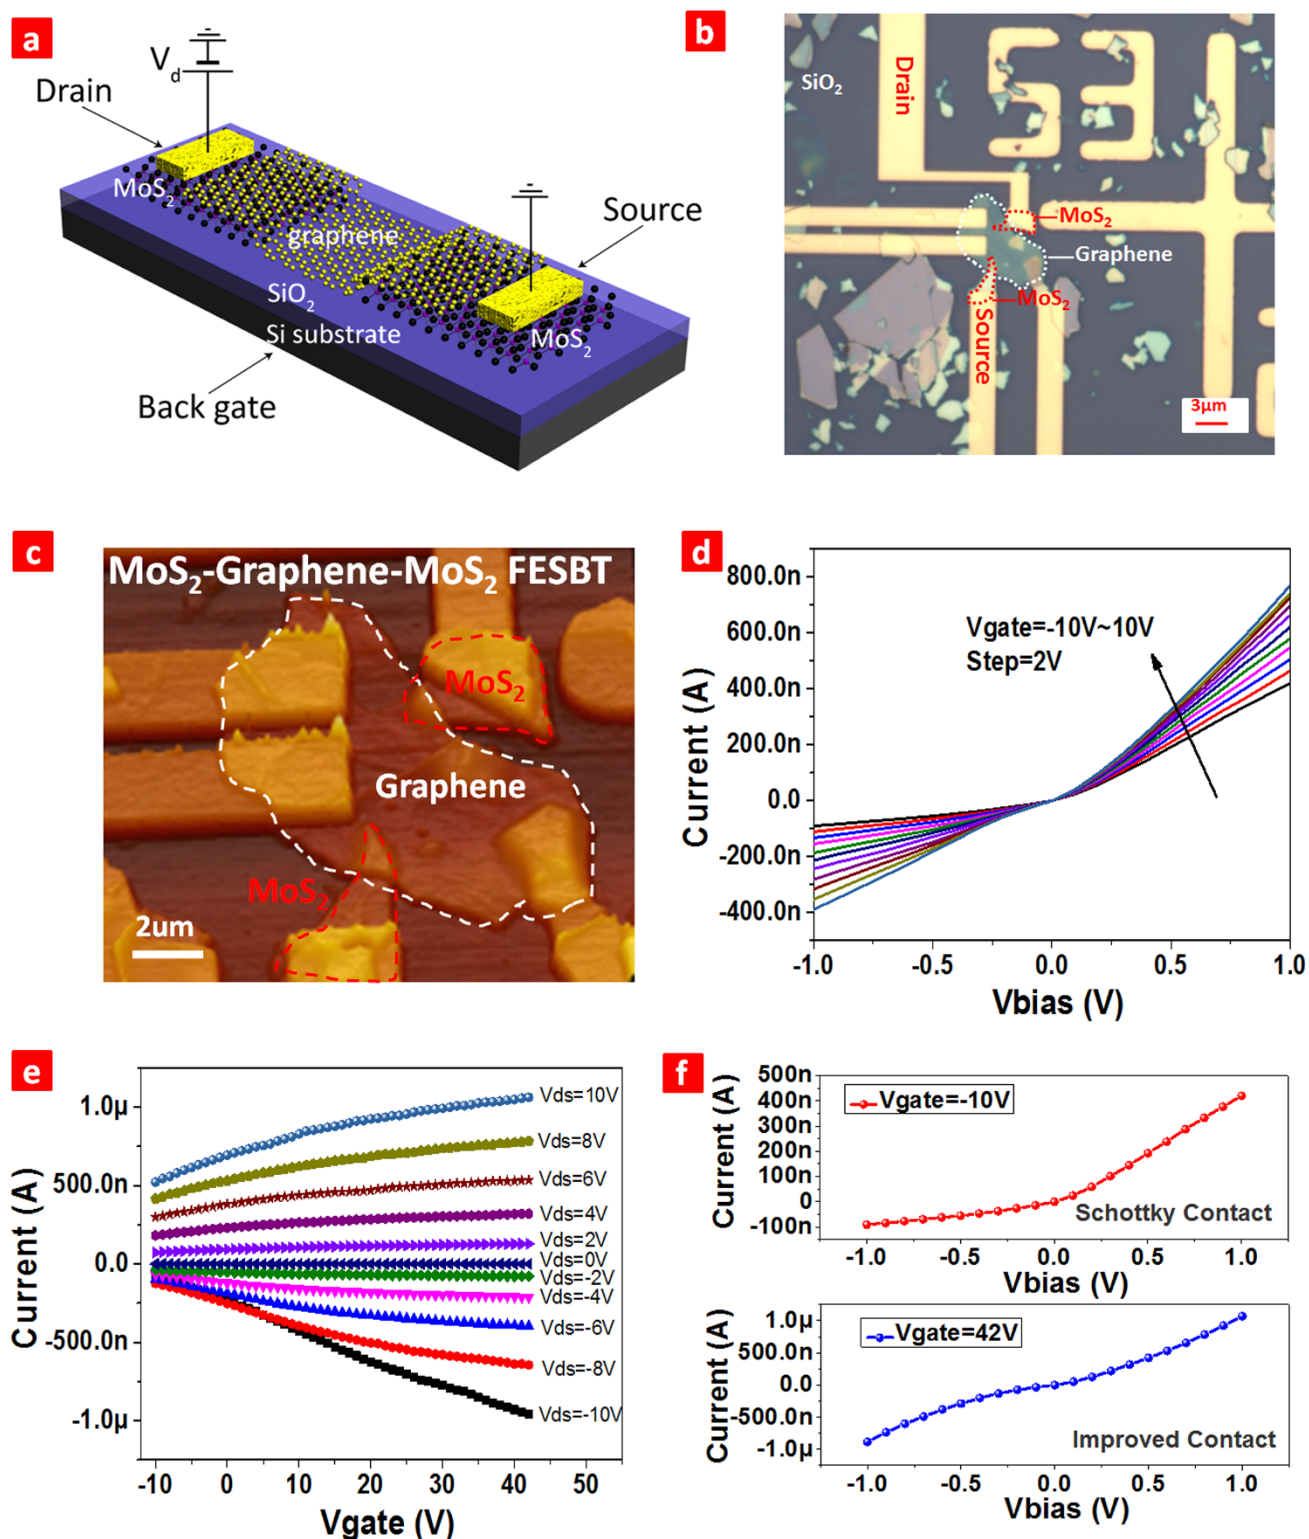 a
V_d
Drain
MoS₂
graphene
Source
SiO₂
Si substrate
MoS₂
Back gate
b
SiO₂
Drain
53
MoS₂
Graphene
MoS₂
Source
3μm
c
MoS₂-Graphene-MoS₂ FESBT
MoS₂
Graphene
MoS₂
2um
d
Current (A)
800.0n
600.0n
400.0n
200.0n
0.0
-200.0n
-400.0n
Vgate=-10V~10V
Step=2V
-1.0 -0.5 0.0 0.5 1.0
Vbias (V)
e
Current (A)
1.0μ
500.0n
0.0
-500.0n
-1.0μ
Vds=10V
Vds=8V
Vds=6V
Vds=4V
Vds=2V
Vds=0V
Vds=-2V
Vds=-4V
Vds=-6V
Vds=-8V
Vds=-10V
-10 0 10 20 30 40 50
Vgate (V)
f
Current (A)
500n
400n
300n
200n
100n
0
-100n
Vgate=-10V
Schottky Contact
-1.0 -0.5 0.0 0.5 1.0
Vbias (V)
Current (A)
1.0μ
500.0n
0.0
-500.0n
-1.0μ
Vgate=42V
Improved Contact
-1.0 -0.5 0.0 0.5 1.0
Vbias (V)